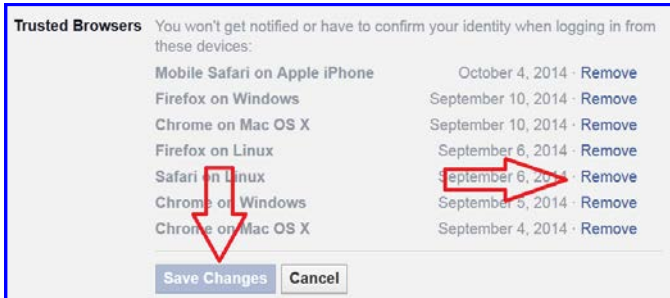 Trusted Browsers You won't get notified or have to confirm your identity when logging in from
these devices:
Mobile Safari on Apple iPhone October 4, 2014 · Remove
Firefox on Windows September 10, 2014 · Remove
Chrome on Mac OS X September 10, 2014 · Remove
Firefox on Linux September 6, 2014 · Remove
Safari on Linux September 6, 2014 · Remove
Chrome on Windows September 5, 2014 · Remove
Chrome on Mac OS X September 4, 2014 · Remove
Save Changes Cancel